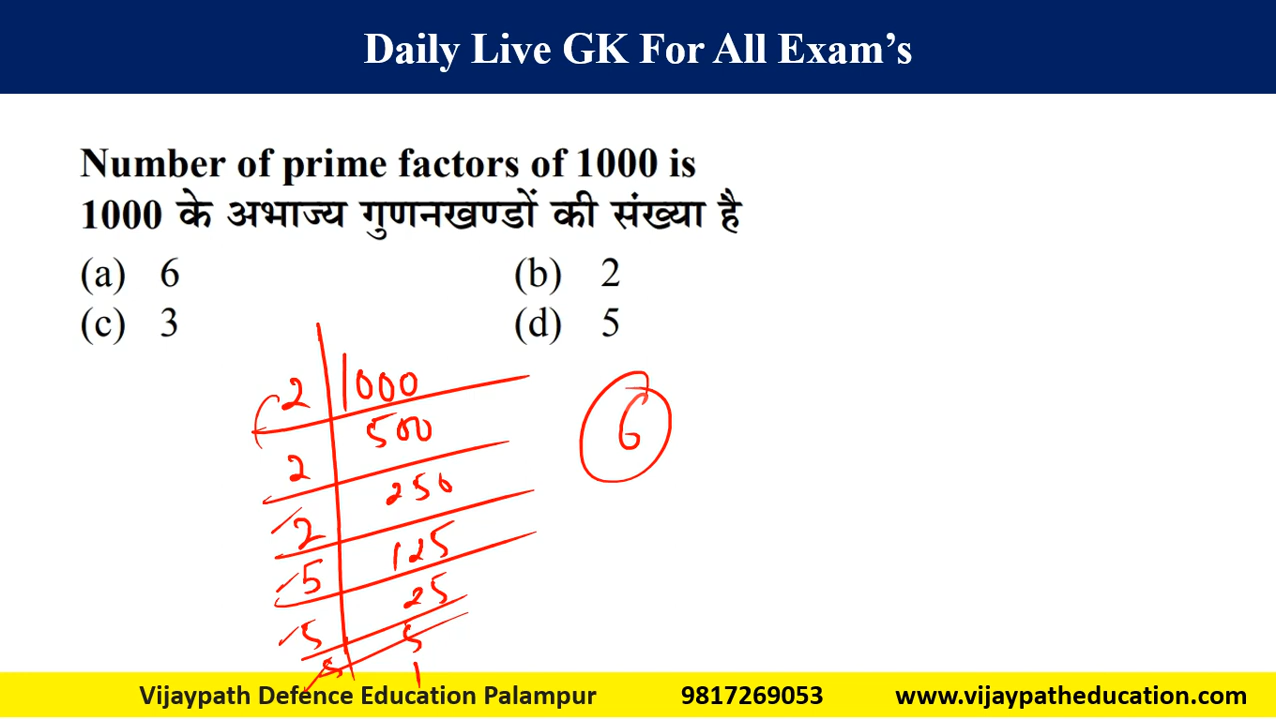 Daily Live GK For All Exam’s
Number of prime factors of 1000 is
1000 के अभाज्य गुणनखण्डों की संख्या है
(a) 6 (b) 2
(c) 3 (d) 5
2 1000
2 500
2 250
5 125
5 25
5 5
1
6
Vijaypath Defence Education Palampur 9817269053 www.vijaypatheducation.com